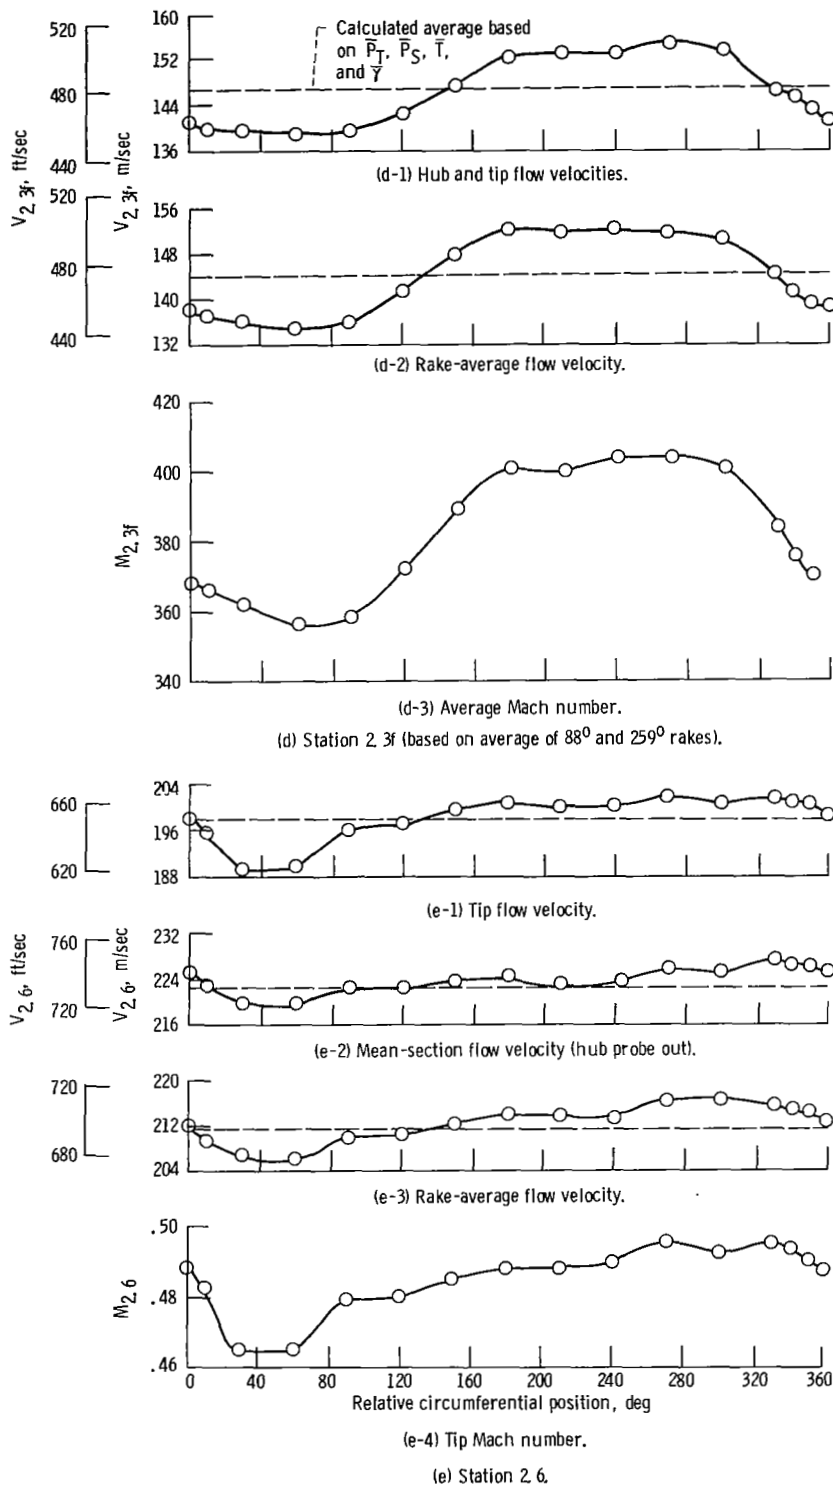 V2, 3f, ft/sec
520
480
440
V2, 3f, m/sec
160
152
144
136
Calculated average based
on P̅T, P̅S, T̅,
and γ̅
(d-1) Hub and tip flow velocities.
520
480
440
156
148
140
132
(d-2) Rake-average flow velocity.
M2, 3f
420
400
380
360
340
(d-3) Average Mach number.
(d) Station 2, 3f (based on average of 88⁰ and 259⁰ rakes).
660
620
204
196
188
(e-1) Tip flow velocity.
V2, 6, ft/sec
760
720
V2, 6, m/sec
232
224
216
(e-2) Mean-section flow velocity (hub probe out).
720
680
220
212
204
(e-3) Rake-average flow velocity.
M2, 6
.50
.48
.46
0 40 80 120 160 200 240 280 320 360
Relative circumferential position, deg
(e-4) Tip Mach number.
(e) Station 2, 6.